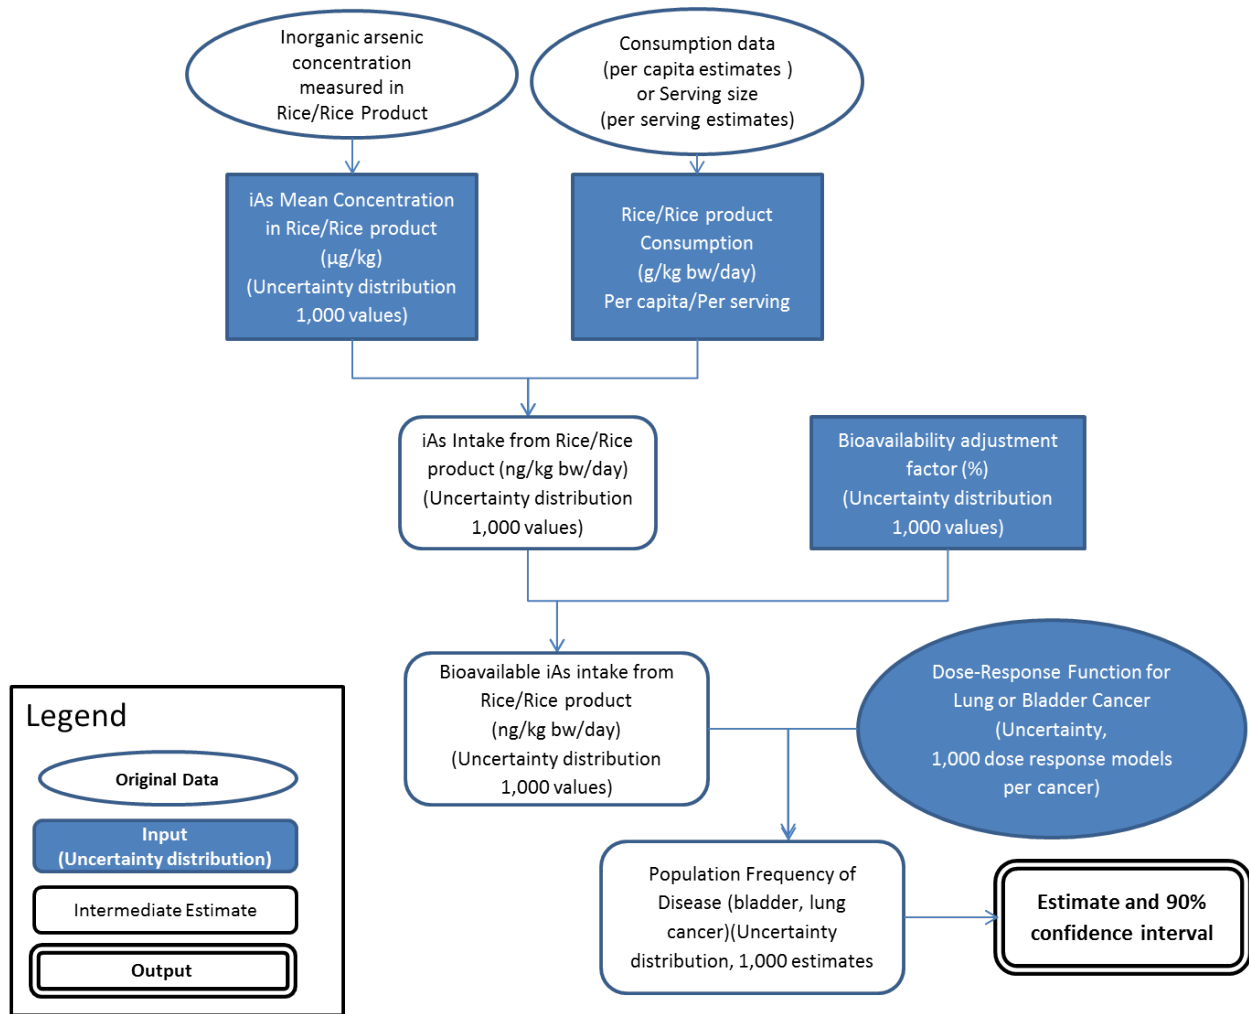 Inorganic arsenic
concentration
measured in
Rice/Rice Product
Consumption data
(per capita estimates )
or Serving size
(per serving estimates)
iAs Mean Concentration
in Rice/Rice product
(µg/kg)
(Uncertainty distribution
1,000 values)
Rice/Rice product
Consumption
(g/kg bw/day)
Per capita/Per serving
iAs Intake from Rice/Rice
product (ng/kg bw/day)
(Uncertainty distribution
1,000 values)
Bioavailability adjustment
factor (%)
(Uncertainty distribution
1,000 values)
Bioavailable iAs intake from
Rice/Rice product
(ng/kg bw/day)
(Uncertainty distribution
1,000 values)
Dose-Response Function for
Lung or Bladder Cancer
(Uncertainty,
1,000 dose response models
per cancer)
Population Frequency of
Disease (bladder, lung
cancer)(Uncertainty
distribution, 1,000 estimates
Estimate and 90%
confidence interval
Legend
Original Data
Input
(Uncertainty distribution)
Intermediate Estimate
Output